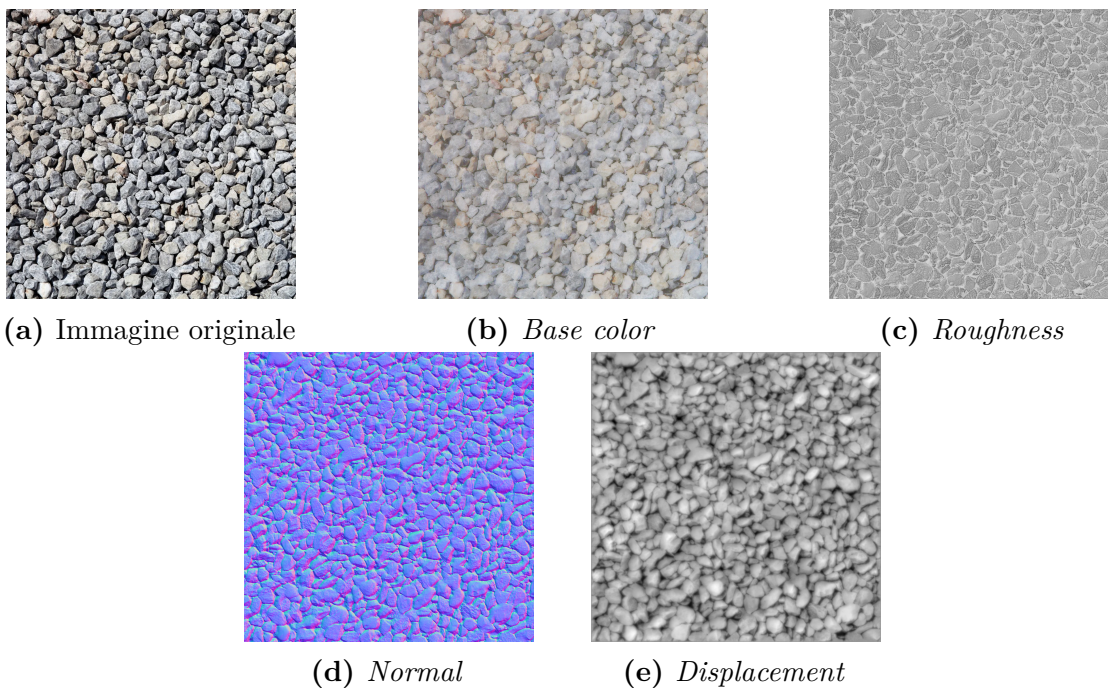 (a) Immagine originale
(b) Base color
(c) Roughness
(d) Normal
(e) Displacement